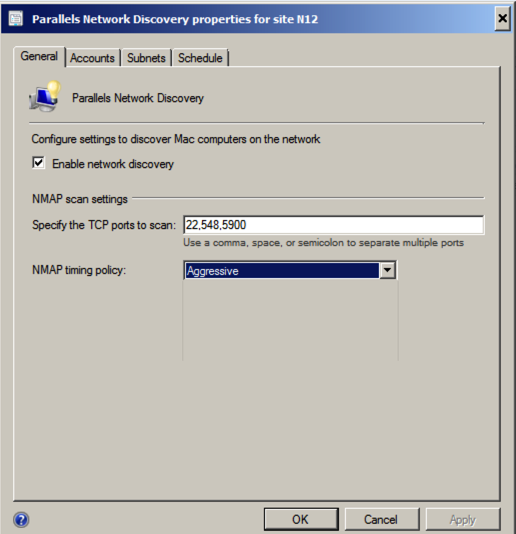 Parallels Network Discovery properties for site N12
General Accounts Subnets Schedule
Parallels Network Discovery
Configure settings to discover Mac computers on the network
Enable network discovery
NMAP scan settings
Specify the TCP ports to scan: 22,548,5900
Use a comma, space, or semicolon to separate multiple ports
NMAP timing policy: Aggressive
OK Cancel Apply